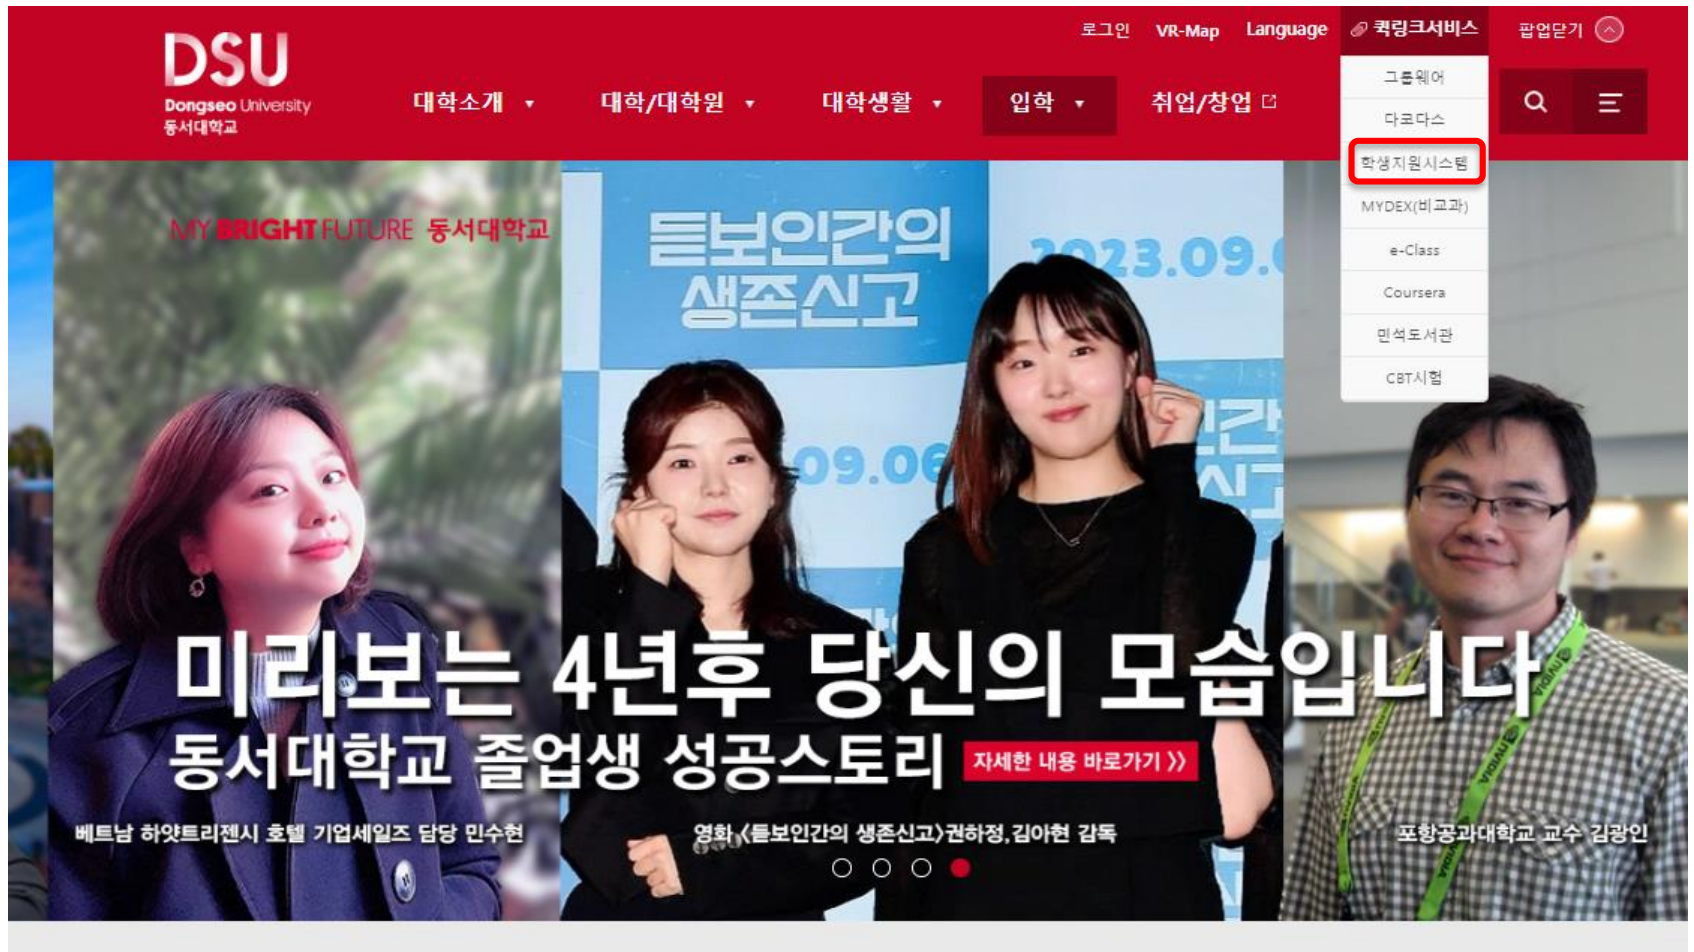 로그인 VR-Map Language 퀵링크서비스 팝업닫기
DSU
Dongseo University
동서대학교
대학소개 대학/대학원 대학생활 입학 취업/창업
그룹웨어
다코다스
학생지원시스템
MYDEX(비교과)
e-Class
Coursera
민석도서관
CBT시험
MY BRIGHT FUTURE 동서대학교
듣보인간의
생존신고
2023.09.0
09.06
인간
미리보는 4년후 당신의 모습입니다
동서대학교 졸업생 성공스토리 자세한 내용 바로가기 》
베트남 하얏트리젠시 호텔 기업세일즈 담당 민수현
영화 〈듣보인간의 생존신고〉권하정,김아현 감독
포항공과대학교 교수 김광인
NVIDIA
NVIDIA
NVIDIA